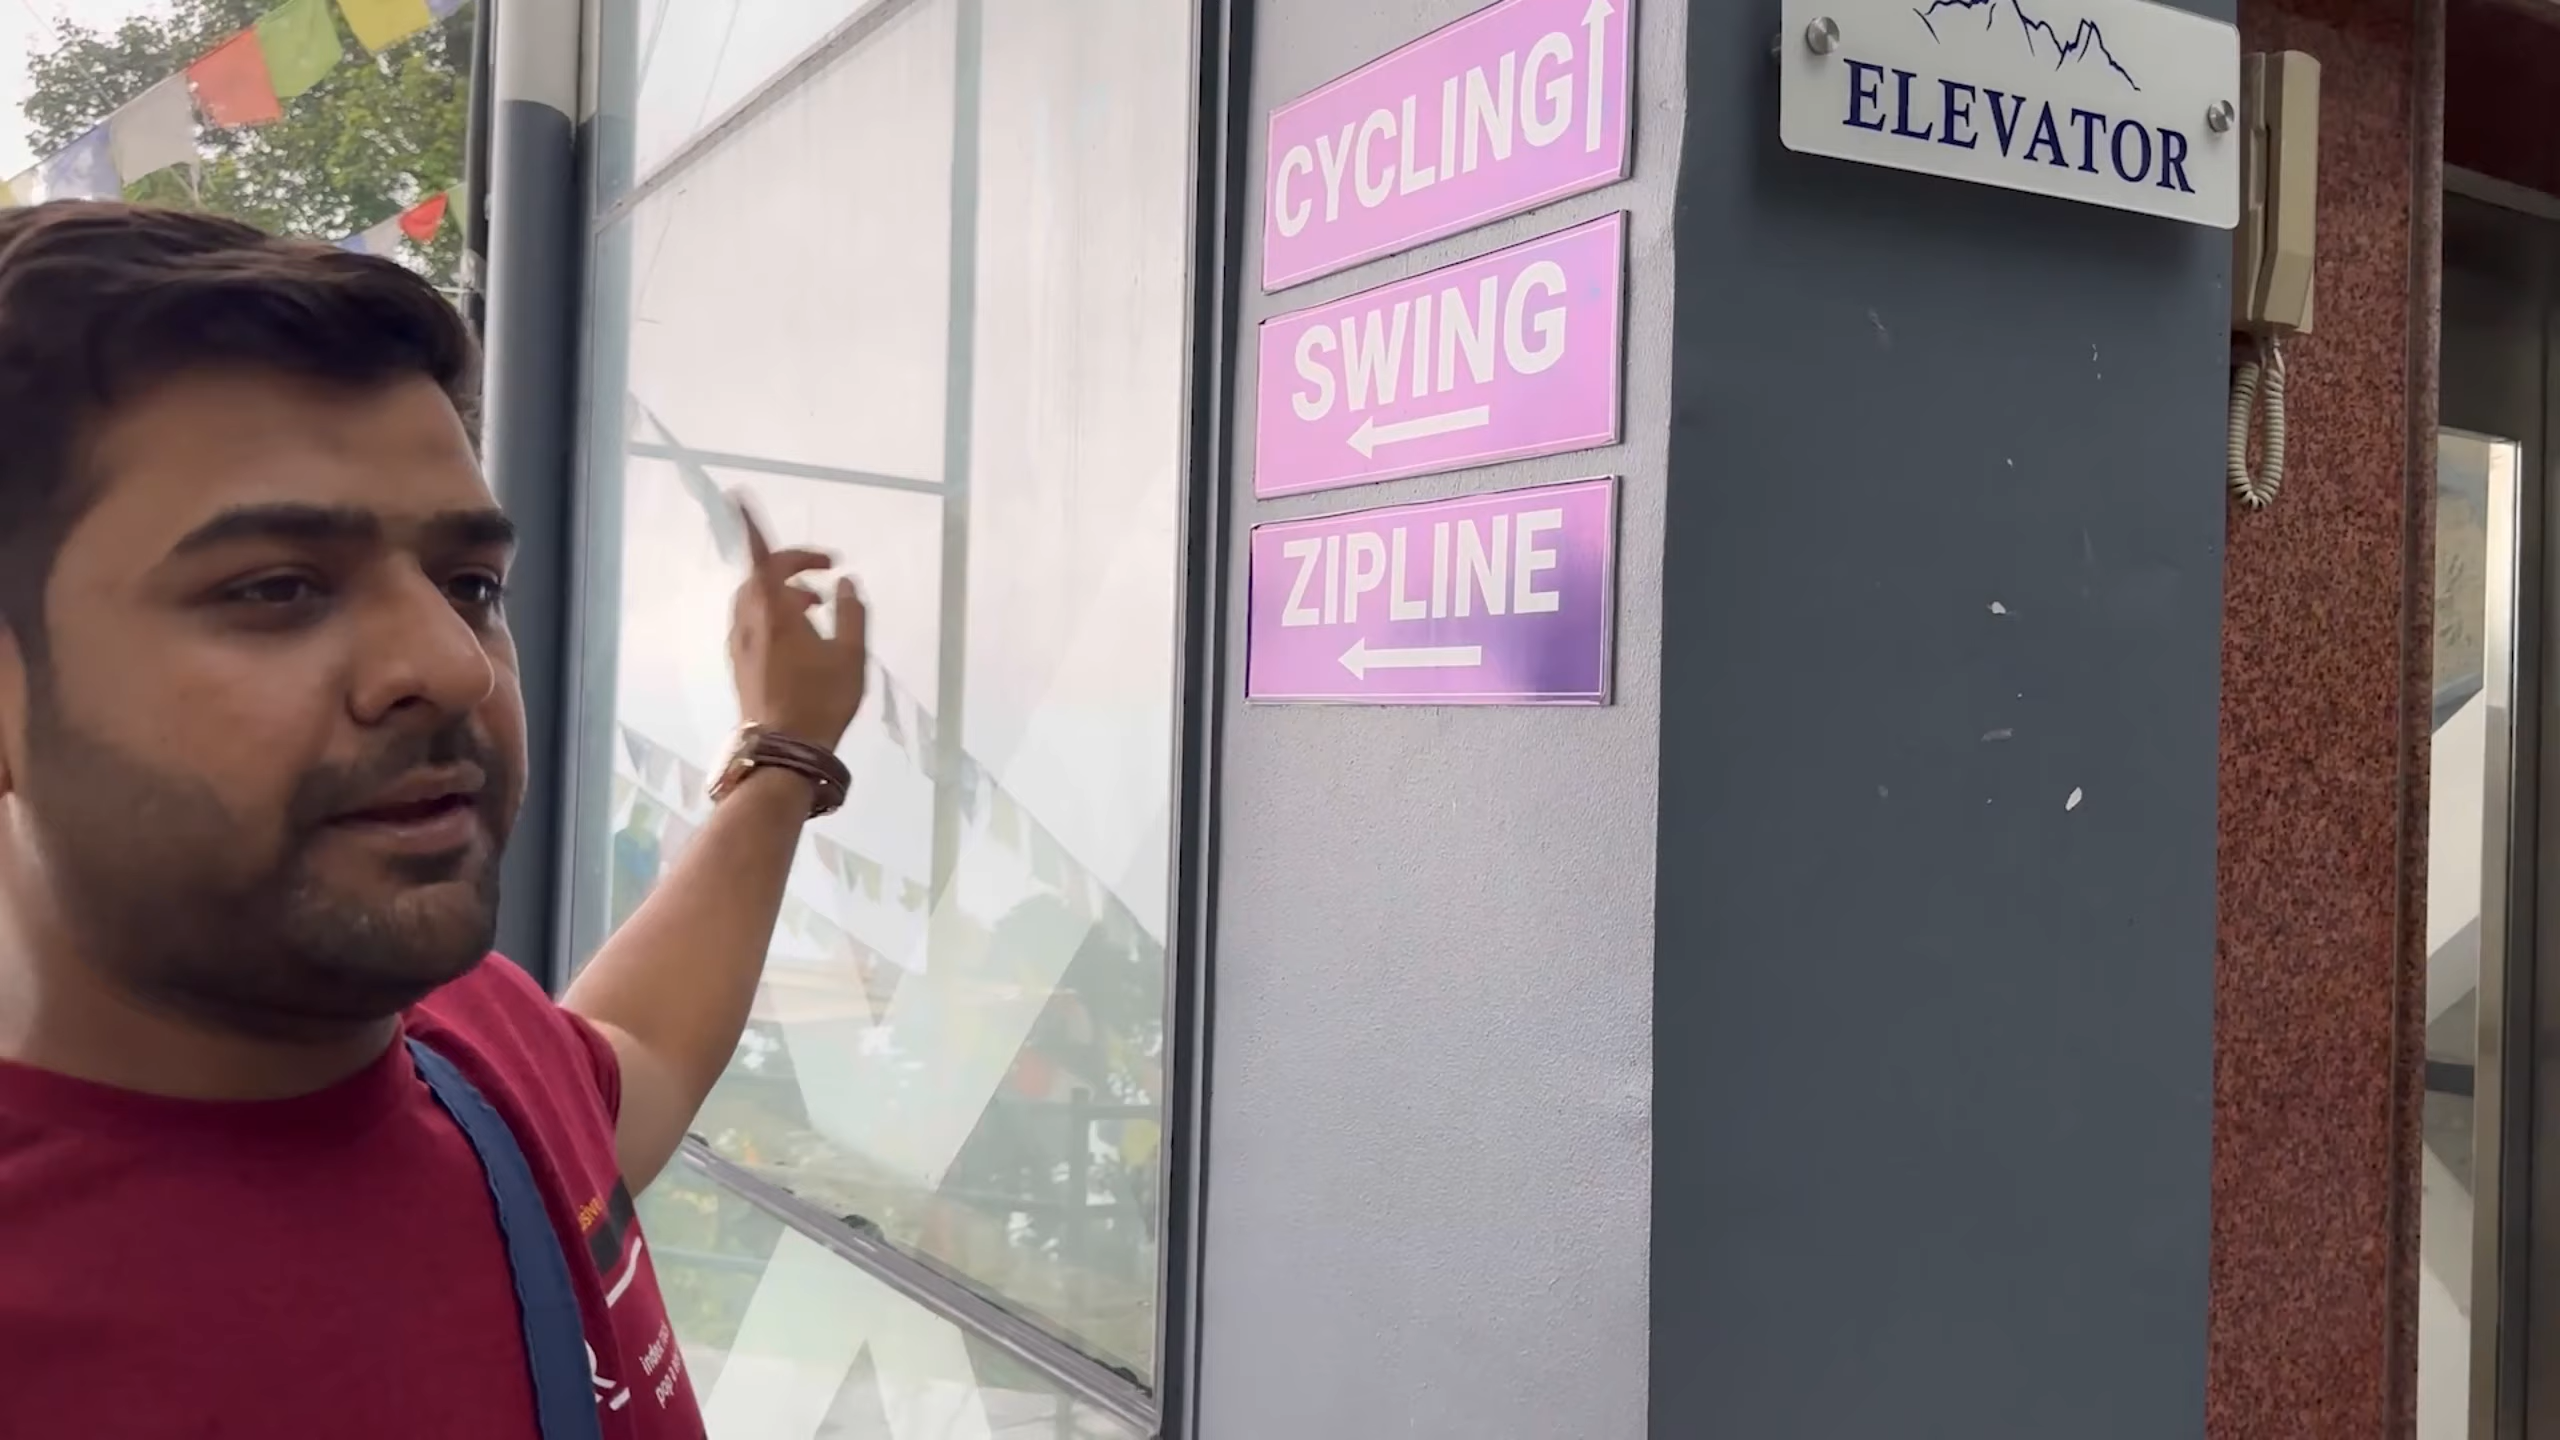 CYCLING↑
SWING
←
ZIPLINE
←
ELEVATOR